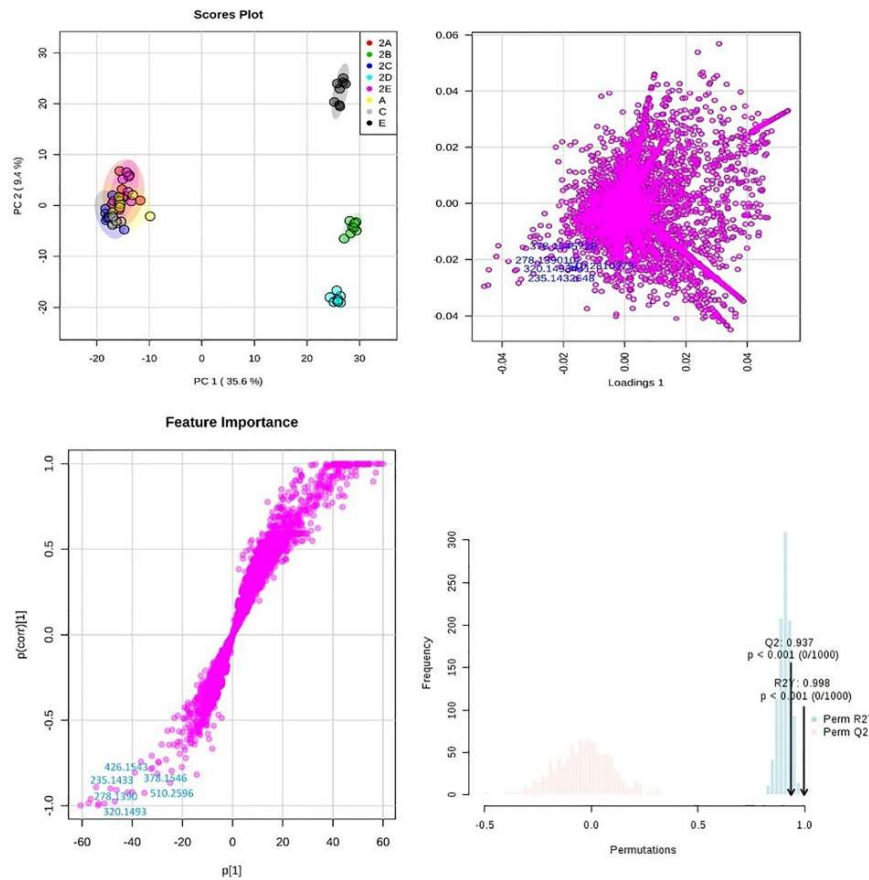 Scores Plot
2A
2B
2C
2D
2E
A
C
E
PC 2 ( 9.4 %)
30
20
10
0
-10
-20
-20
-10
0
10
20
30
PC 1 ( 35.6 %)
0.06
0.04
0.02
0.00
-0.02
-0.04
278.1390107
235.1432648
-0.04
-0.02
0.00
0.02
0.04
Loadings 1
Feature Importance
p(corr)[1]
1.0
0.5
0.0
-0.5
-1.0
426.1543
235.1433
378.1546
278.1390
510.2596
320.1493
-60
-40
-20
0
20
40
60
p[1]
Frequency
300
250
200
150
100
50
0
Q2: 0.937
p < 0.001 (0/1000)
R2Y: 0.998
p < 0.001 (0/1000)
Perm R2Y
Perm Q2
-0.5
0.0
0.5
1.0
Permutations